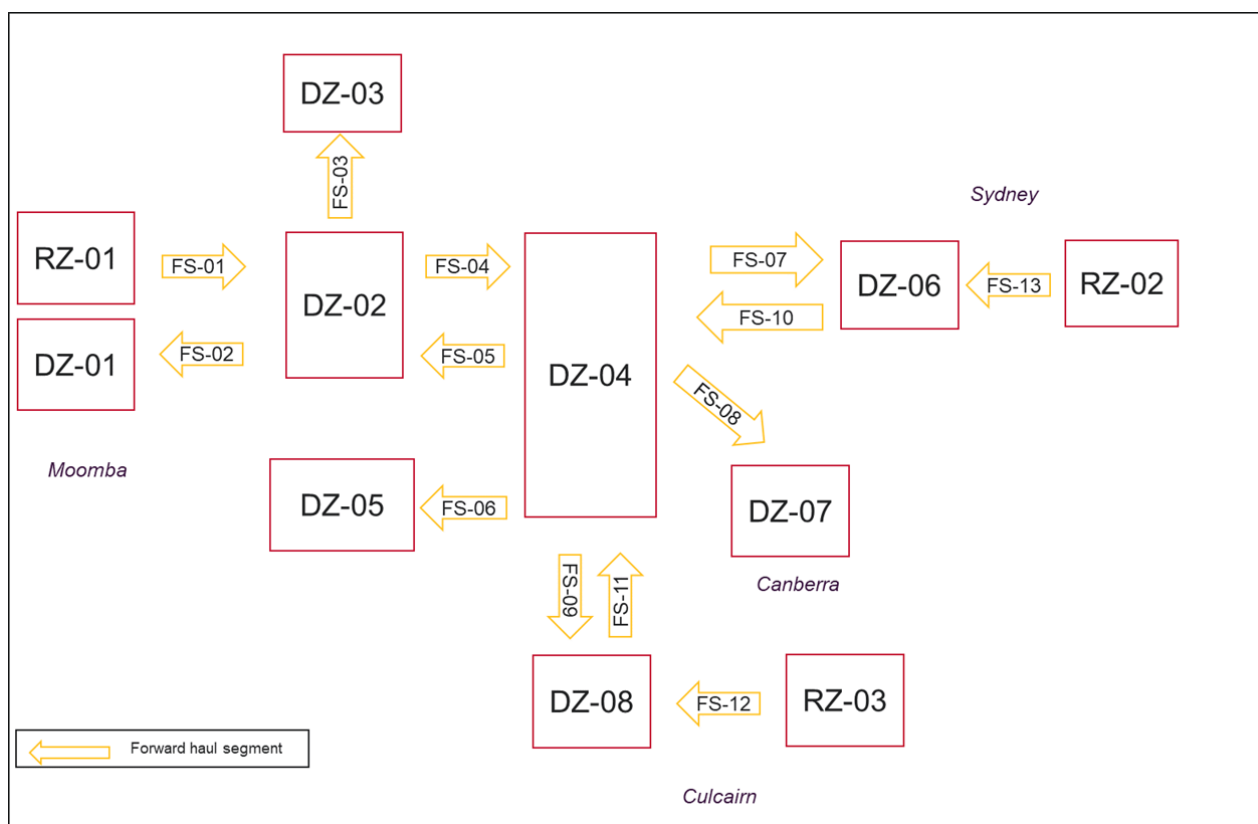 DZ-03
FS-03
Sydney
RZ-01
FS-01
DZ-02
FS-04
FS-07
DZ-06
FS-13
RZ-02
FS-10
DZ-01
FS-02
FS-05
DZ-04
FS-08
Moomba
DZ-05
FS-06
DZ-07
Canberra
FS-09
FS-11
DZ-08
FS-12
RZ-03
Forward haul segment
Culcairn